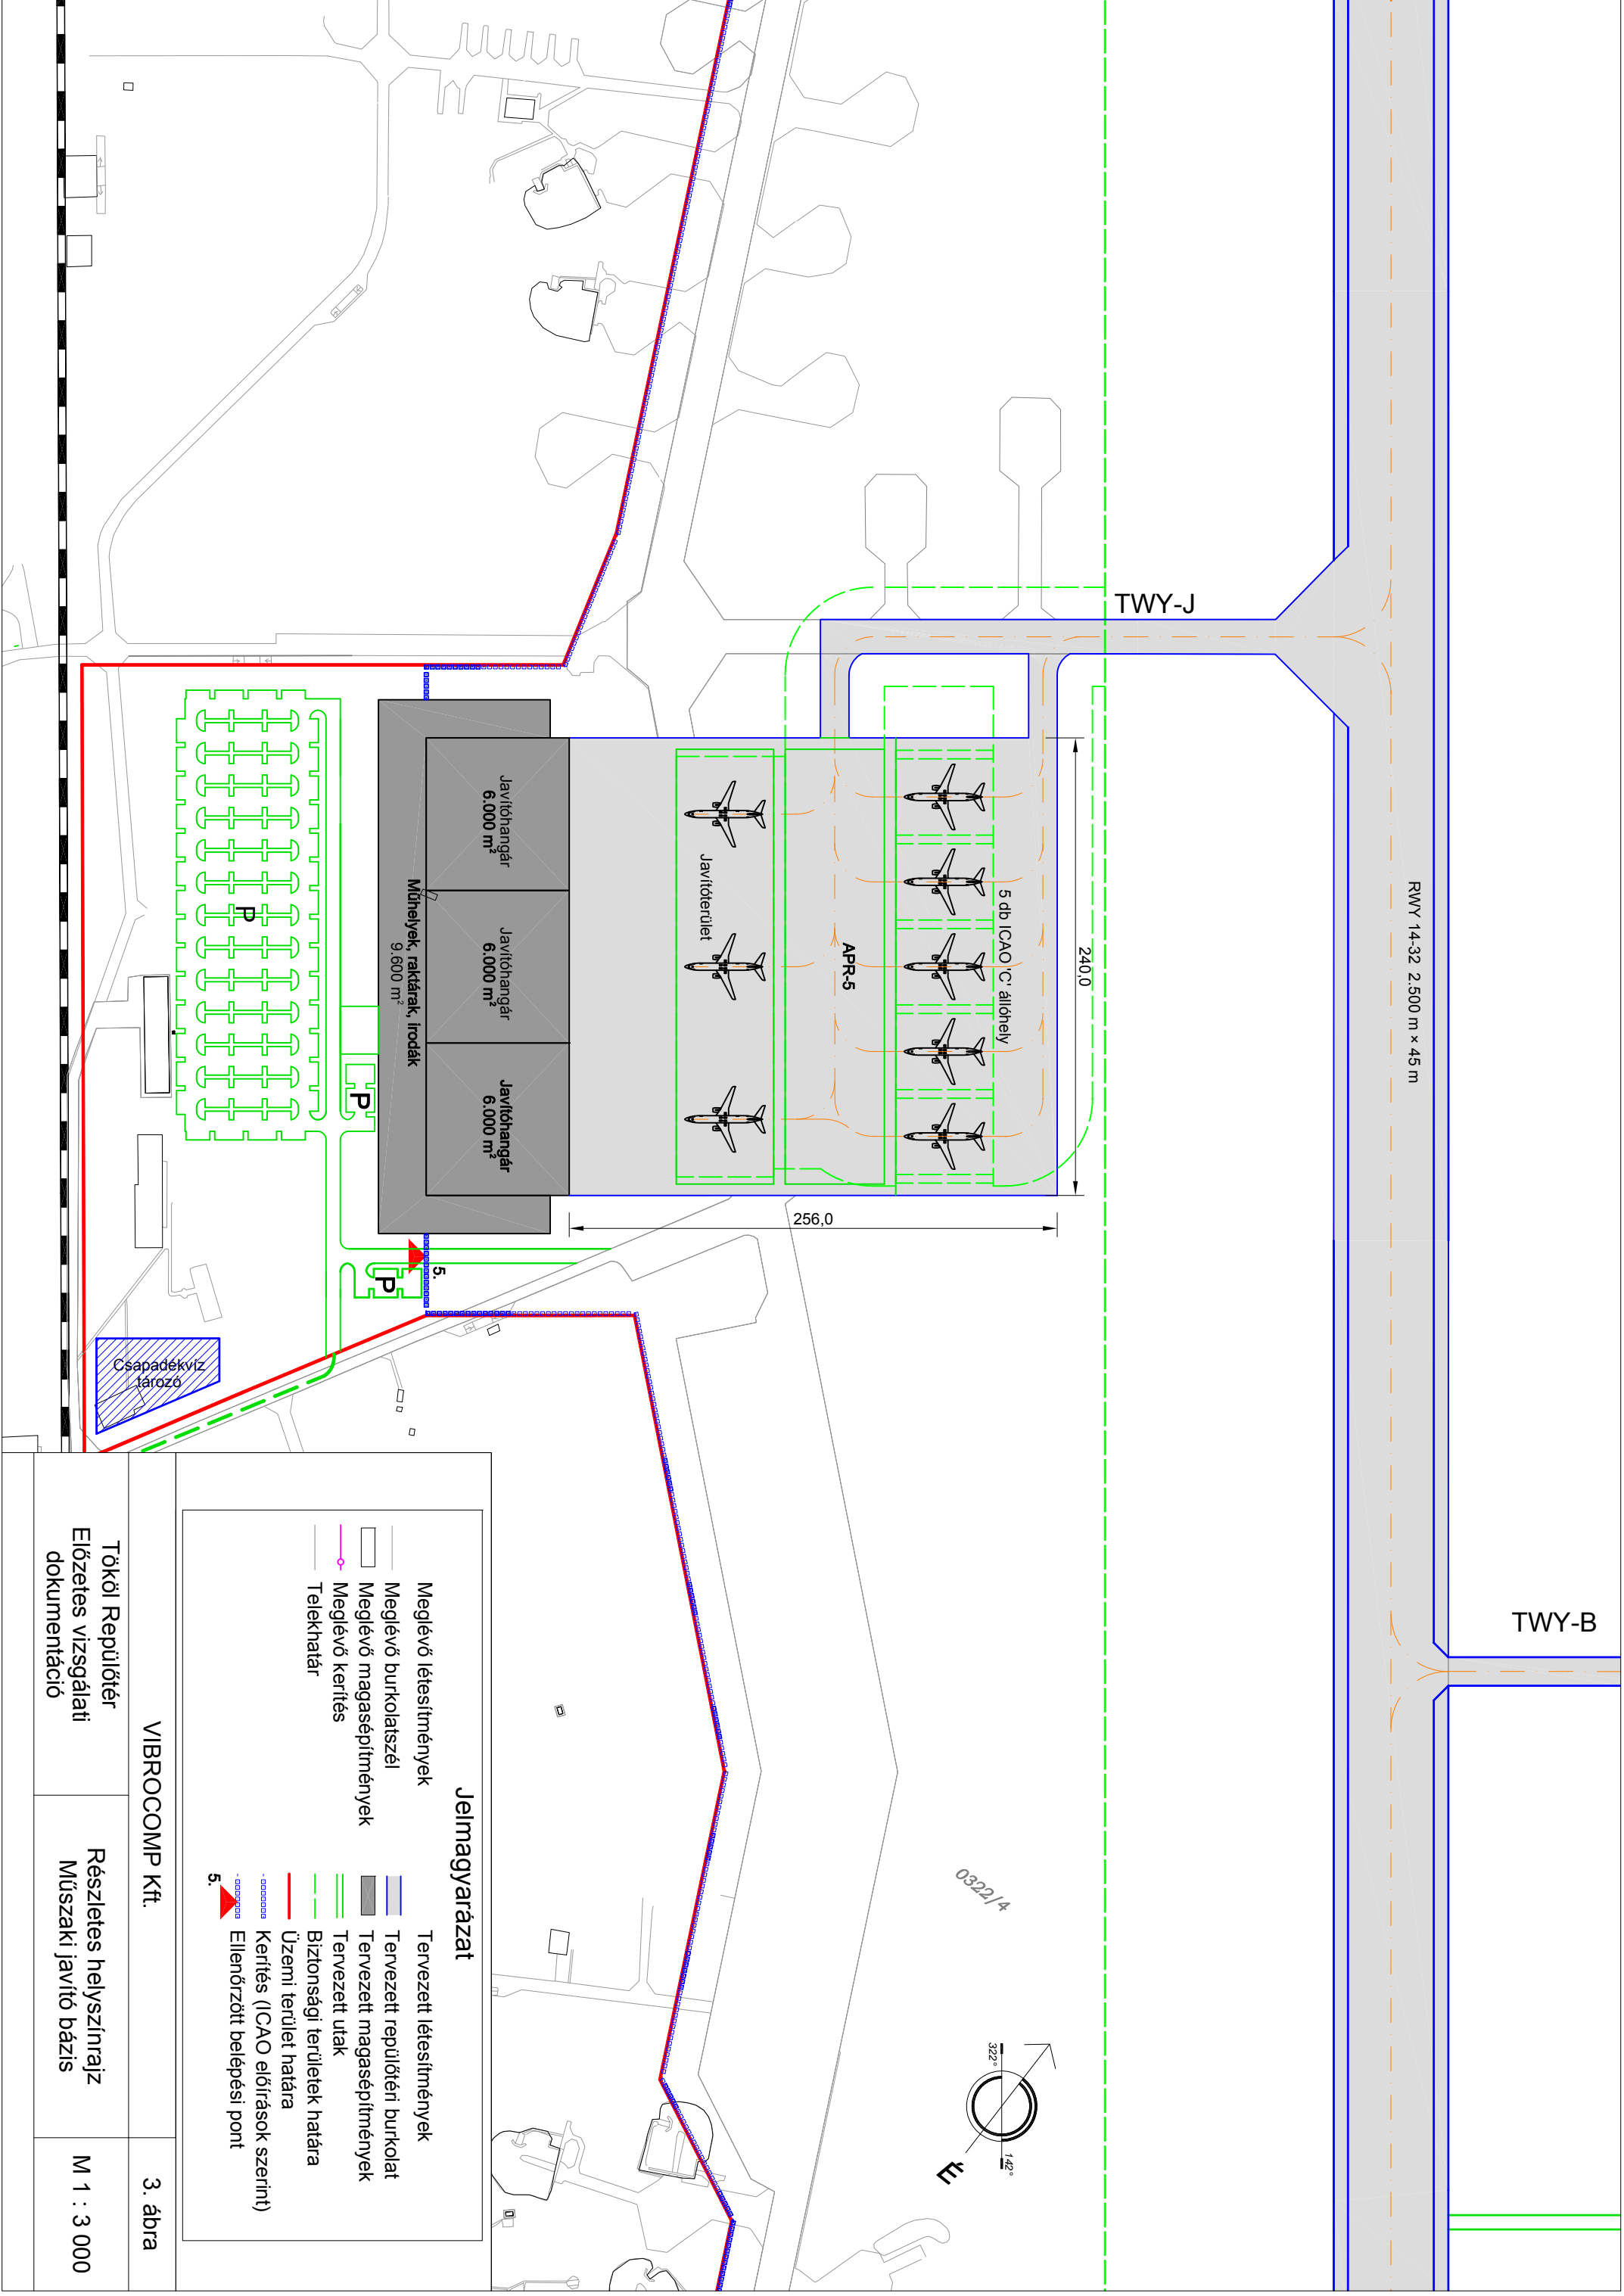 RWY 14-32  2.500 m × 45 m
TWY-B
TWY-J
240,0
5 db ICAO 'C' állóhely
APR-5
Javítóterület
256,0
Javítóhangár
6.000 m²
Javítóhangár
6.000 m²
Javítóhangár
6.000 m²
Műhelyek, raktárak, irodák
9.600 m²
P
P
P
5.
Csapadékvíz
tározó
0322/4
322°
142°
É
Jelmagyarázat
Meglévő létesítmények
Meglévő burkolatszél
Meglévő magasépítmények
Meglévő kerítés
Telekhatár
Tervezett létesítmények
Tervezett repülőtéri burkolat
Tervezett magasépítmények
Tervezett utak
Biztonsági területek határa
Üzemi terület határa
Kerítés (ICAO előírások szerint)
Ellenőrzött belépési pont
5.
VIBROCOMP Kft.
3. ábra
Tököl Repülőtér
Előzetes vizsgálati
dokumentáció
Részletes helyszínrajz
Műszaki javító bázis
M 1 : 3 000